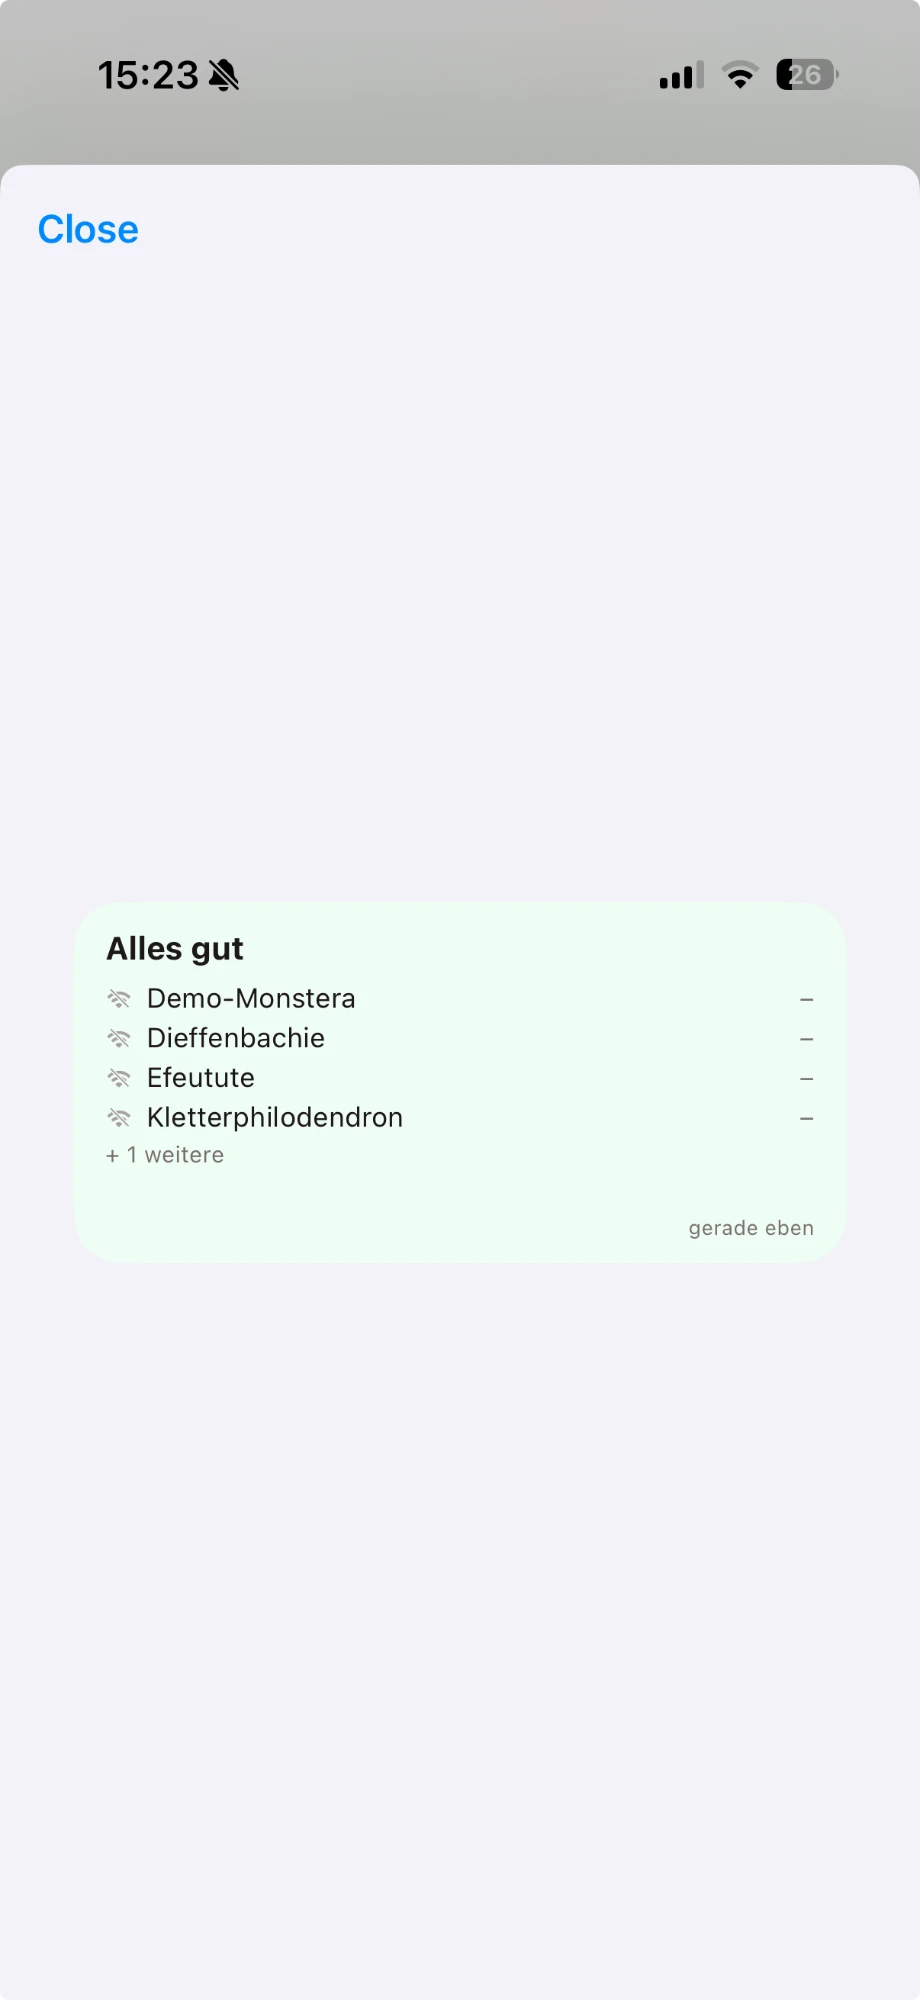 15:23
26
Close
Alles gut
Demo-Monstera –
Dieffenbachie –
Efeutute –
Kletterphilodendron –
+ 1 weitere
gerade eben